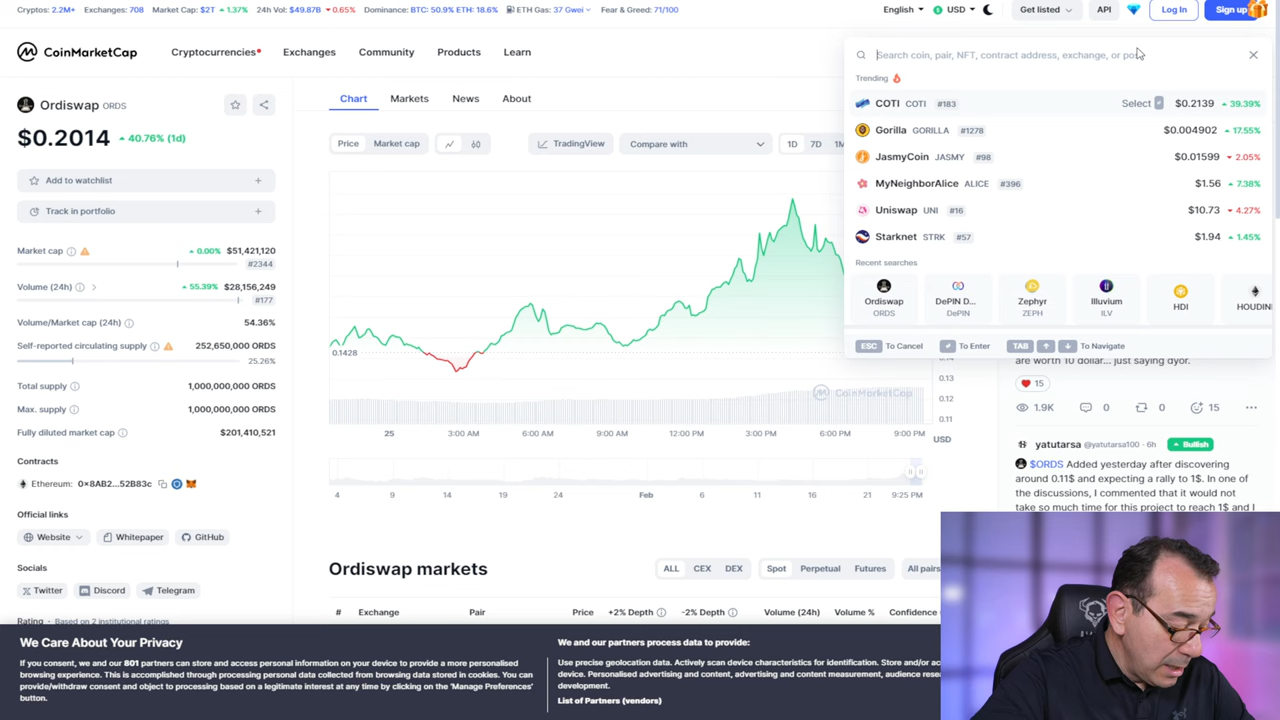 Cryptos: 2.2M+ Exchanges: 708 Market Cap: $2T 1.37% 24h Vol: $49.87B 0.65% Dominance: BTC: 50.9% ETH: 18.6% ETH Gas: 37 Gwei Fear & Greed: 71/100
English USD Get listed API Log In Sign up
CoinMarketCap Cryptocurrencies Exchanges Community Products Learn
Search coin, pair, NFT, contract address, exchange, or
Trending
COTI COTI #183 Select $0.2139 39.39%
Gorilla GORILLA #1278 $0.004902 17.55%
JasmyCoin JASMY #98 $0.01599 2.05%
MyNeighborAlice ALICE #396 $1.56 7.38%
Uniswap UNI #16 $10.73 4.27%
Starknet STRK #57 $1.94 1.45%
Recent searches
Ordiswap DePIN D... Zephyr Illuvium HDI HOUDINI
ORDS DePIN ZEPH ILV
ESC To Cancel To Enter TAB To Navigate
Ordiswap ORDS
$0.2014 40.76% (1d)
Add to watchlist +
Track in portfolio +
Market cap 0.00% $51,421,120
#2344
Volume (24h) 55.39% $28,156,249
#177
Volume/Market cap (24h) 54.36%
Self-reported circulating supply 252,650,000 ORDS
25.26%
Total supply 1,000,000,000 ORDS
Max. supply 1,000,000,000 ORDS
Fully diluted market cap $201,410,521
Contracts
Ethereum: 0x8AB2...52B83c
Official links
Website Whitepaper GitHub
Socials
Twitter Discord Telegram
Rating · Based on 2 institutional ratings
Chart Markets News About
Price Market cap TradingView Compare with 1D 7D
0.1428
0.13
0.12
0.11
CoinMarketCap
25 3:00 AM 6:00 AM 9:00 AM 12:00 PM 3:00 PM 6:00 PM 9:00 PM USD
4 9 14 19 24 Feb 6 11 16 21 9:25 PM
Ordiswap markets ALL CEX DEX Spot Perpetual Futures All pairs
# Exchange Pair Price +2% Depth -2% Depth Volume (24h) Volume % Confidence
are worth 10 dollar... just saying dyor.
15
1.9K 0 0 15
yatutarsa @yatutarsa100 · 6h Bullish
$ORDS Added yesterday after discovering
around 0.11$ and expecting a rally to 1$. In one of
the discussions, I commented that it would not
take so much time for this project to reach 1$ and I
We Care About Your Privacy
If you consent, we and our 801 partners can store and access personal information on your device to provide a more personalised
browsing experience. This is accomplished through processing personal data collected from browsing data stored in cookies. You can
provide/withdraw consent and object to processing based on a legitimate interest at any time by clicking on the 'Manage Preferences'
button.
We and our partners process data to provide:
Use precise geolocation data. Actively scan device characteristics for identification. Store and/or
device. Personalised advertising and content, advertising and content measurement, audience
development.
List of Partners (vendors)